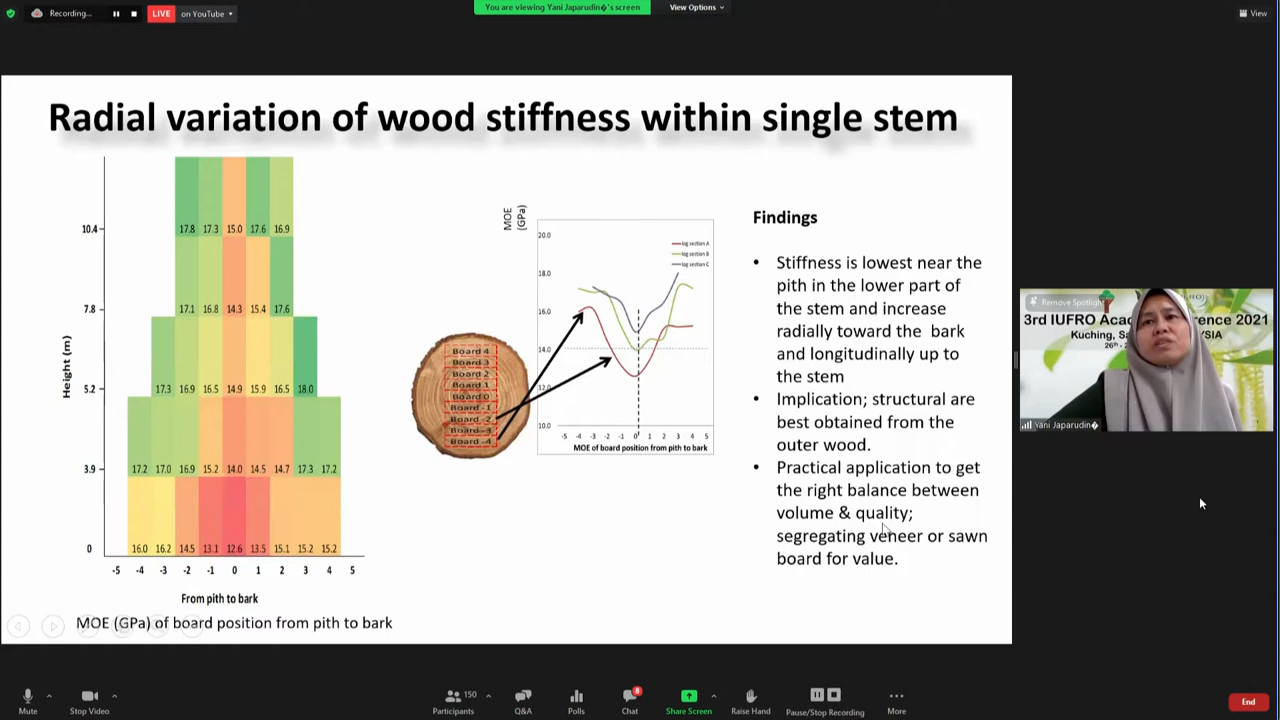 Recording...
LIVE on YouTube
You are viewing Yani Japarudin�'s screen
View Options
View
Radial variation of wood stiffness within single stem
Height (m)
10.4
7.8
5.2
3.9
0
17.8 17.3 15.0 17.6 16.9
17.1 16.8 14.3 15.4 17.6
17.3 16.9 16.5 14.9 15.9 16.5 18.0
17.2 17.0 16.9 15.2 14.0 14.5 14.7 17.3 17.2
16.0 16.2 14.5 13.1 12.6 13.5 15.1 15.2 15.2
-5 -4 -3 -2 -1 0 1 2 3 4 5
From pith to bark
MOE (GPa) of board position from pith to bark
Board 4
Board 3
Board 2
Board 1
Board 0
Board -1
Board -2
Board -3
Board -4
MOE
(GPa)
20.0
18.0
16.0
14.0
12.0
10.0
log section A
log section B
log section C
-5 -4 -3 -2 -1 0 1 2 3 4 5
MOE of board position from pith to bark
Findings
• Stiffness is lowest near the
pith in the lower part of
the stem and increase
radially toward the bark
and longitudinally up to
the stem
• Implication; structural are
best obtained from the
outer wood.
• Practical application to get
the right balance between
volume & quality;
segregating veneer or sawn
board for value.
Remove Spotlight
3rd IUFRO Aca erence 2021
Kuching, Sa YSIA
26th
Yani Japarudin�
Mute
Stop Video
150
Participants
Q&A
Polls
8
Chat
Share Screen
Raise Hand
Pause/Stop Recording
More
End